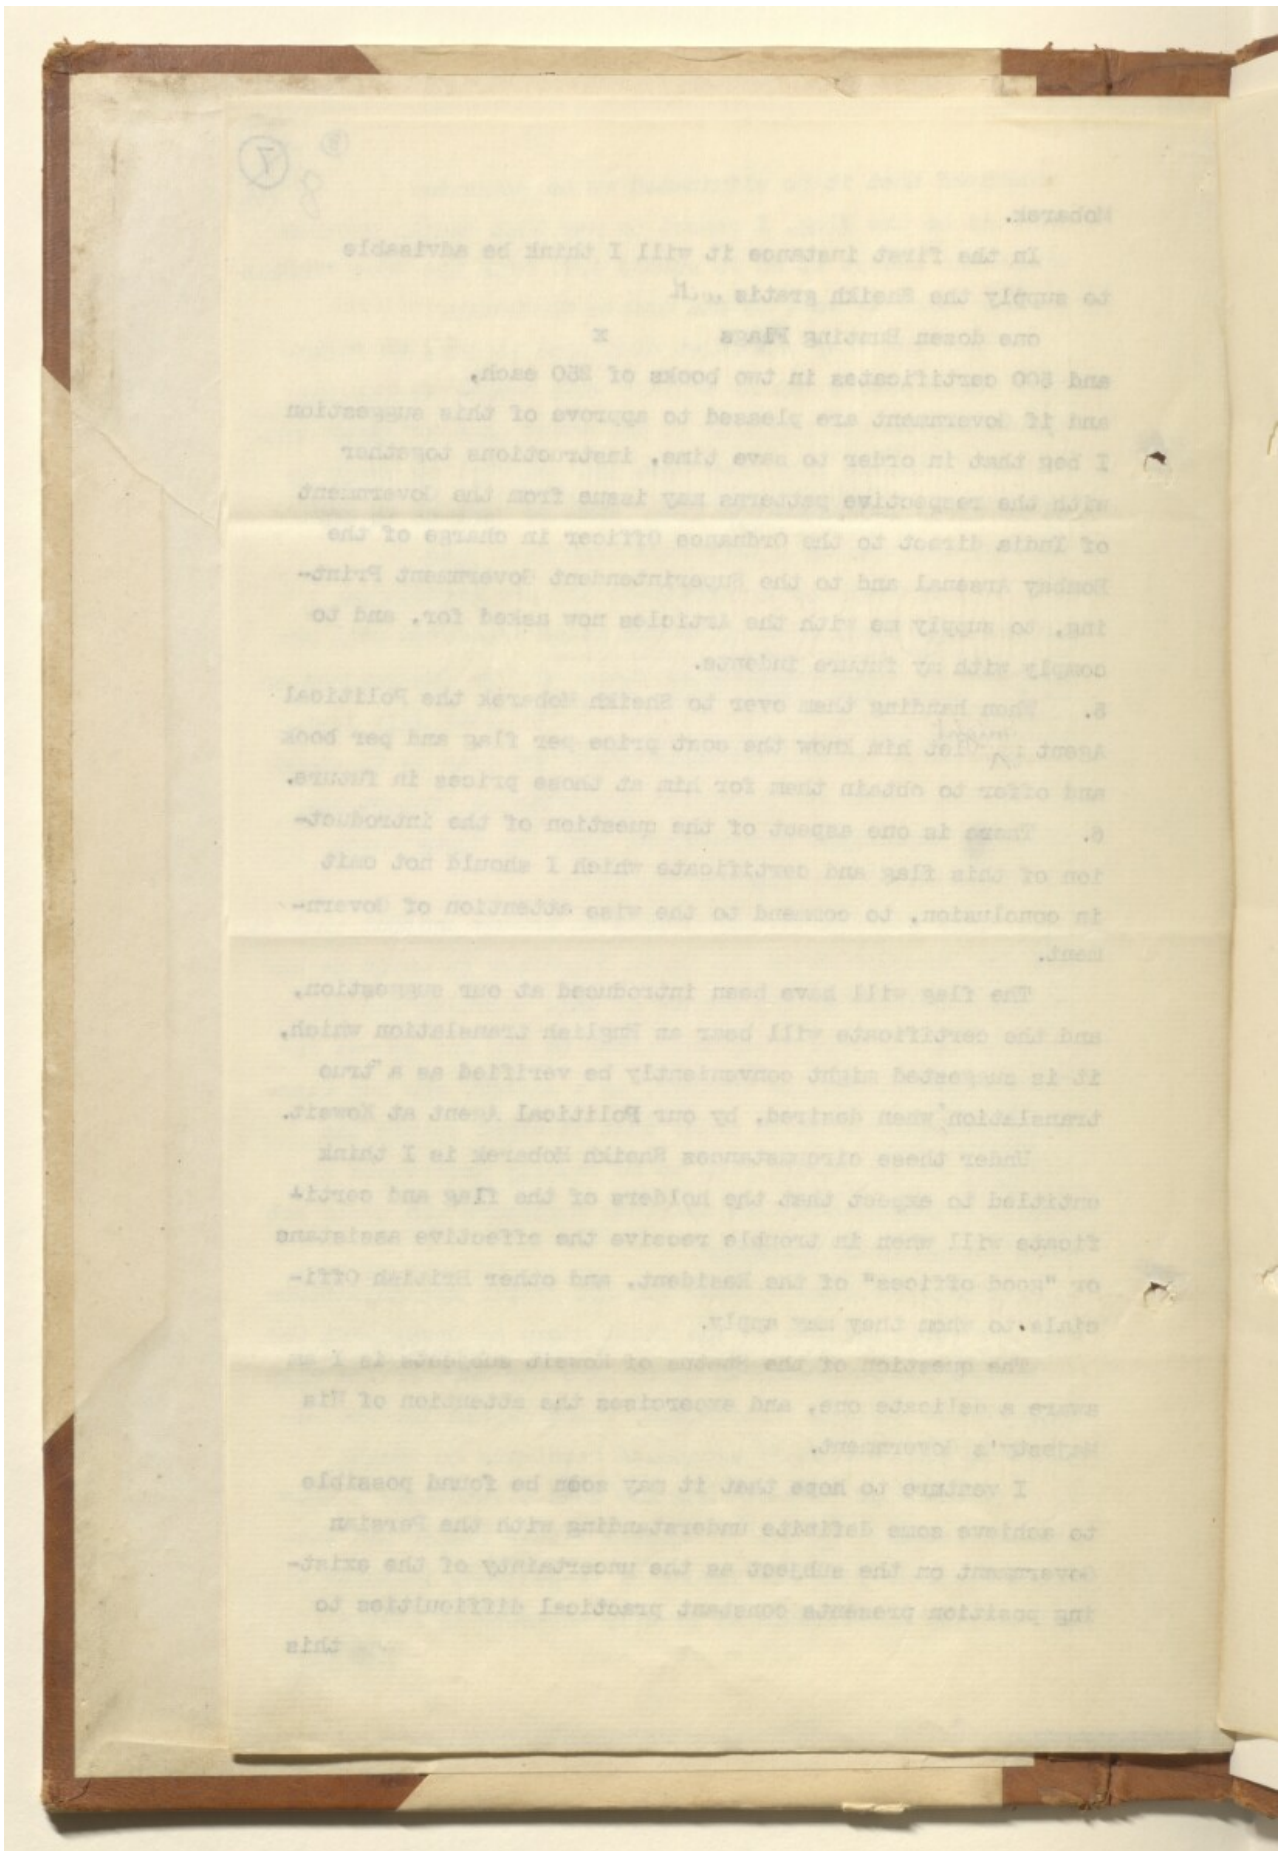 7
8
Mobarak.
In the first instance it will I think be adviseable
to supply the Sheikh gratis with
one dozen Bunting Flags x
and 500 certificates in two books of 250 each,
and if Government are pleased to approve of this suggestion
I beg that in order to save time, instructions together
with the respective patterns may issue from the Government
of India direct to the Ordnance Officer in charge of the
Bombay Arsenal and to the Superintendent Government Print-
ing, to supply me with the Articles now asked for, and to
comply with my future indents.
5. When handing them over to Sheikh Mobarak the Political
Agent let him know the cost price per flag and per book
and offer to obtain them for him at those prices in future.
6. There is one aspect of the question of the introduct-
ion of this flag and certificate which I should not omit
in conclusion, to commend to the wise attention of Govern-
ment.
The flag will have been introduced at our suggestion,
and the certificate will bear an English translation which,
it is suggested might conveniently be verified as a "true
translation" when desired, by our Political Agent at Koweit.
Under these circumstances Sheikh Mobarak is I think
entitled to expect that the holders of the flag and certi-
ficate will when in trouble receive the effective assistans
or "good offices" of the Resident, and other British Offi-
cials to whom they may apply.
The question of the Status of Koweit subjects is I am
aware a delicate one, and exercises the attention of His
Majesty's Government.
I venture to hope that it may soon be found possible
to achieve some definite understanding with the Persian
Government on the subject as the uncertainty of the exist-
ing position presents constant practical difficulties to
this